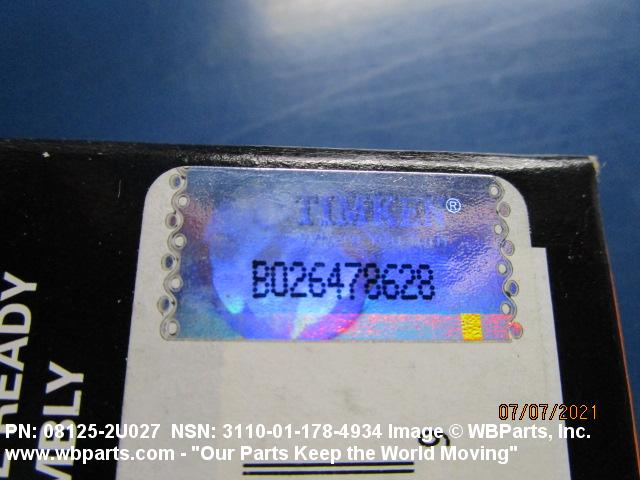 TIMKEN®
B026478628
READY
MBLY
5
07/07/2021
PN: 08125-2U027 NSN: 3110-01-178-4934 Image © WBParts, Inc.
www.wbparts.com - "Our Parts Keep the World Moving"